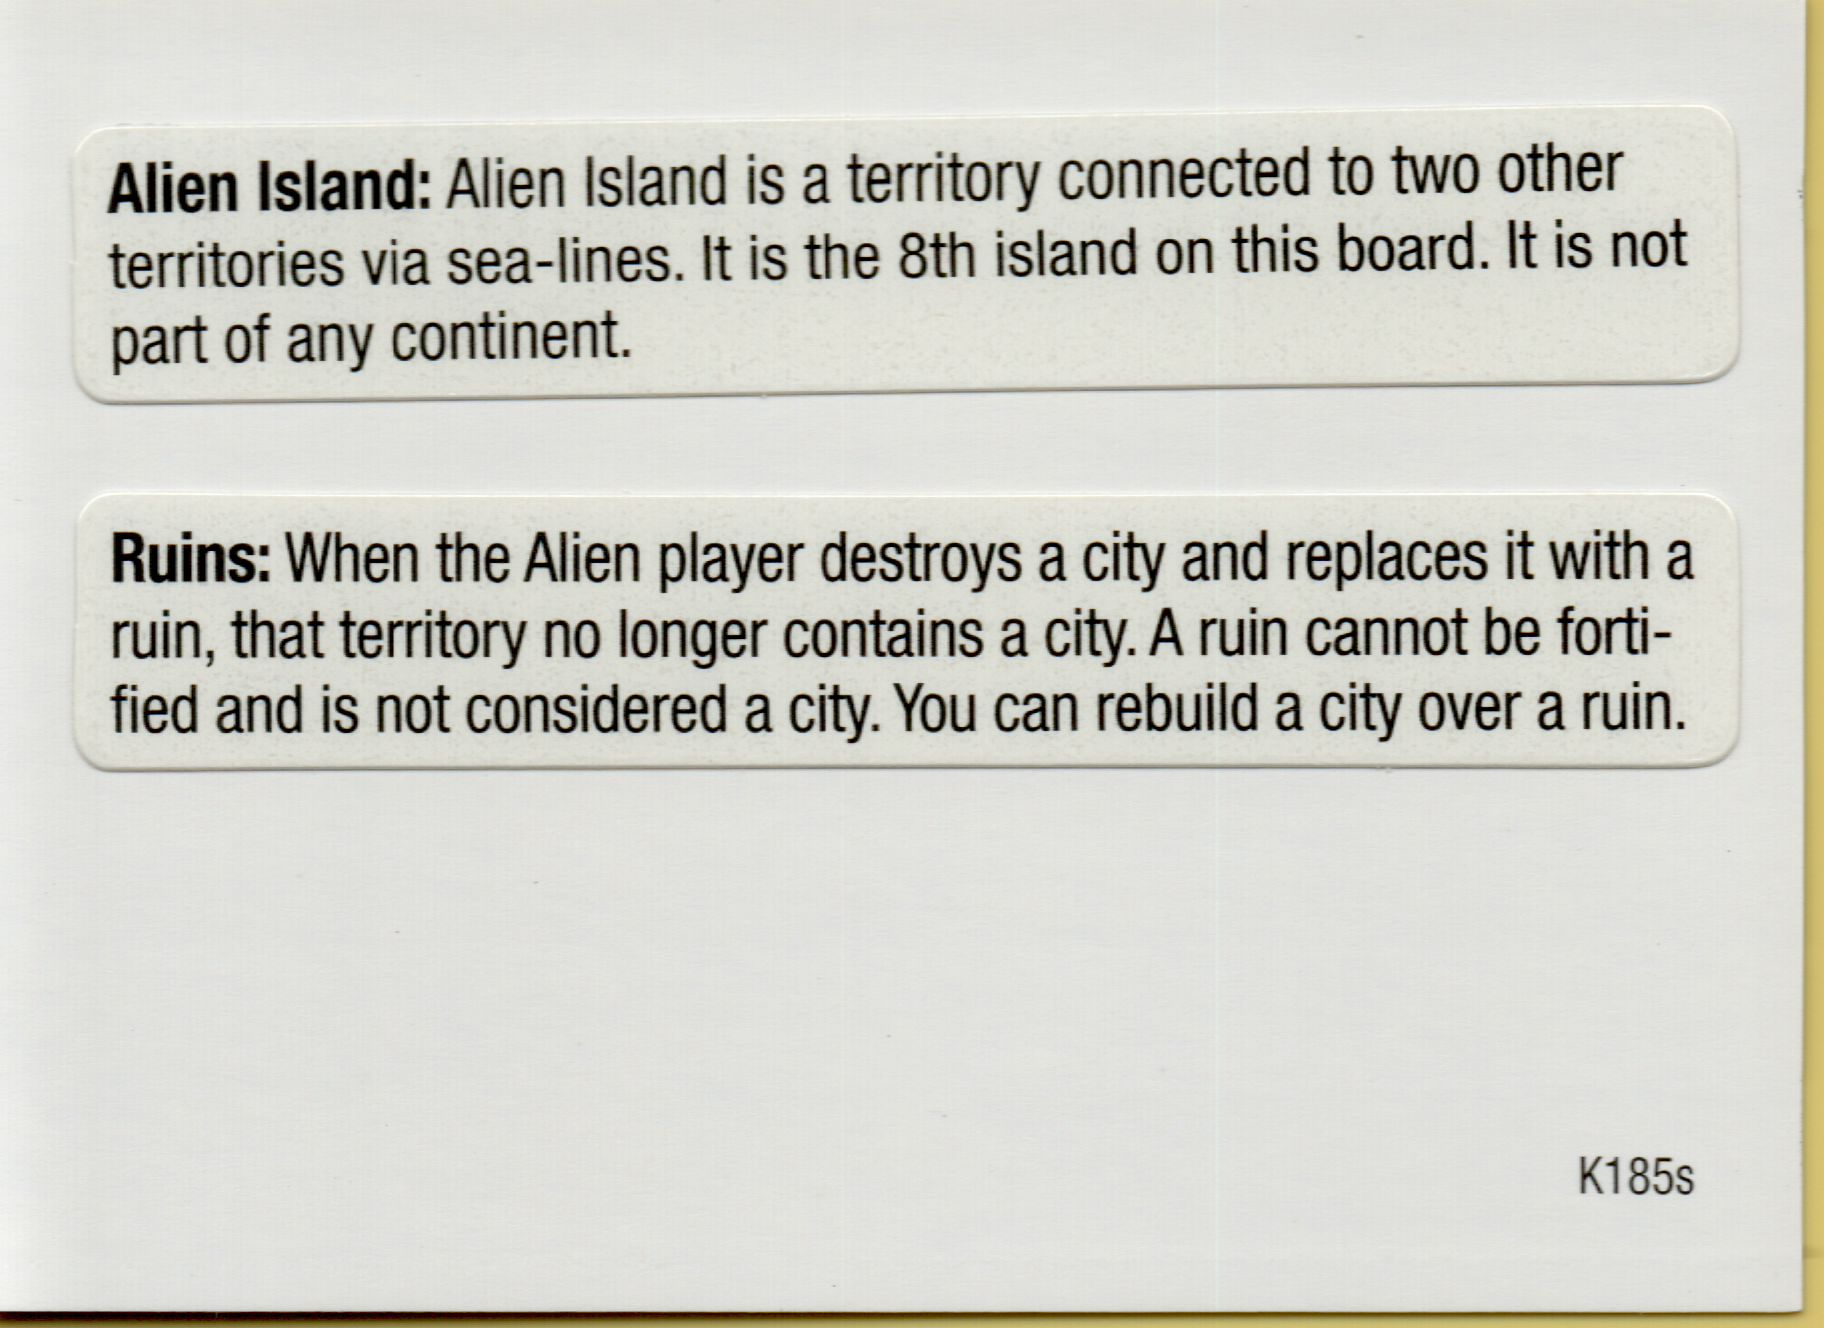 Alien Island: Alien Island is a territory connected to two other
territories via sea-lines. It is the 8th island on this board. It is not
part of any continent.
Ruins: When the Alien player destroys a city and replaces it with a
ruin, that territory no longer contains a city. A ruin cannot be forti-
fied and is not considered a city. You can rebuild a city over a ruin.
K185s